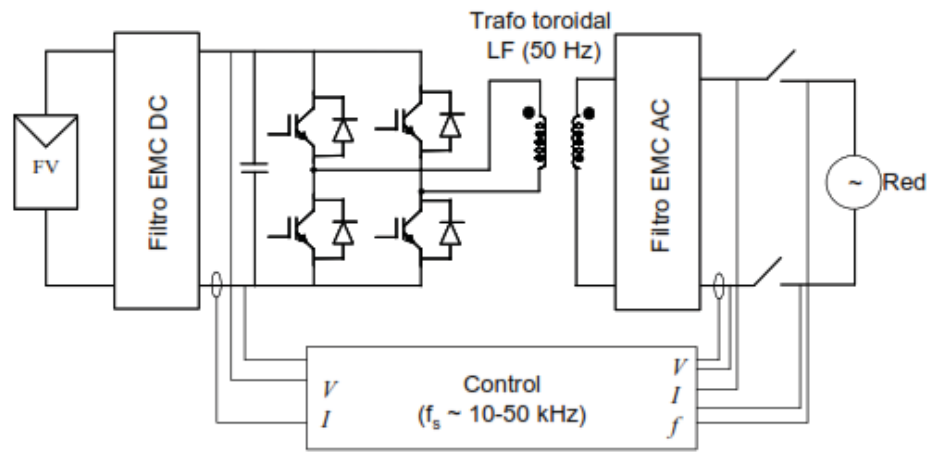 Trafo toroidal
LF (50 Hz)
FV
Filtro EMC DC
Filtro EMC AC
~
Red
V
I
Control
(fs ~ 10-50 kHz)
V
I
f